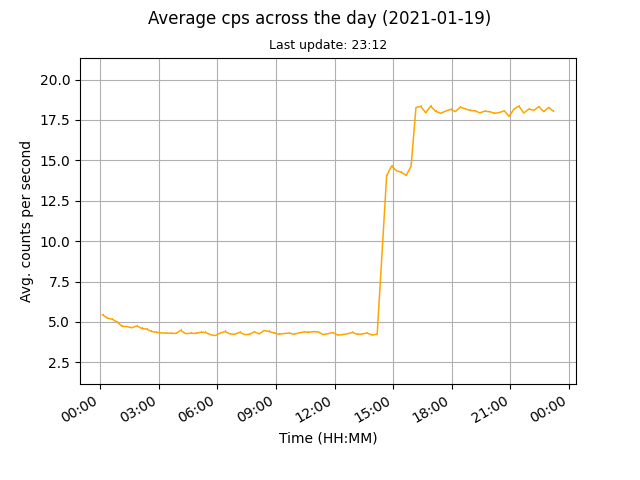 Average cps across the day (2021-01-19)
Last update: 23:12
Avg. counts per second
20.0
17.5
15.0
12.5
10.0
7.5
5.0
2.5
00:00 03:00 06:00 09:00 12:00 15:00 18:00 21:00 00:00
Time (HH:MM)